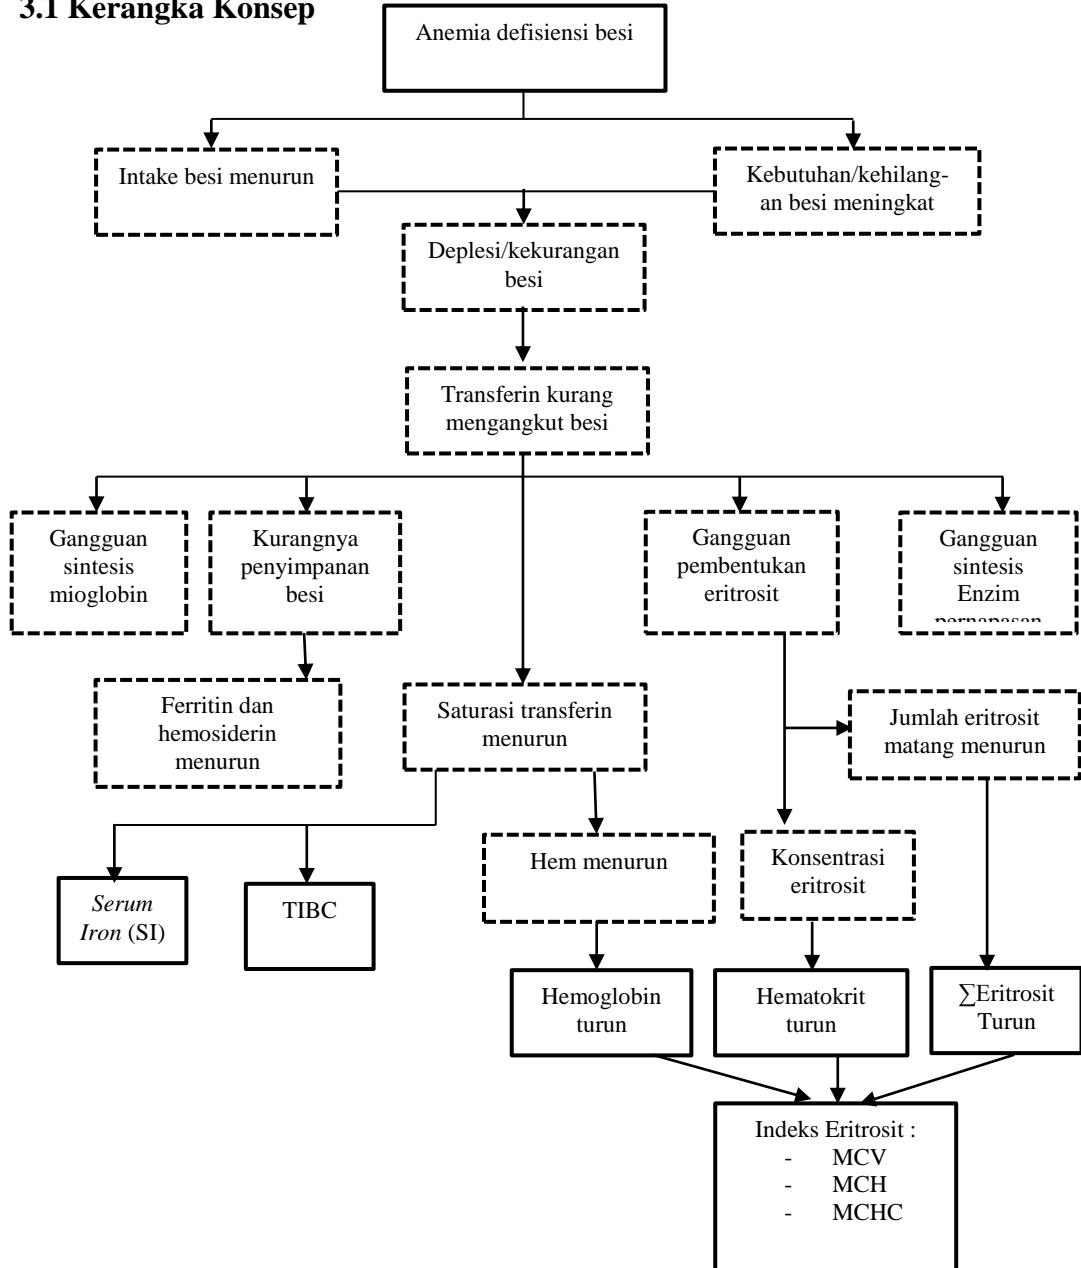 3.1 Kerangka Konsep
Anemia defisiensi besi
Intake besi menurun
Kebutuhan/kehilang-
an besi meningkat
Deplesi/kekurangan
besi
Transferin kurang
mengangkut besi
Gangguan
sintesis
mioglobin
Kurangnya
penyimpanan
besi
Gangguan
pembentukan
eritrosit
Gangguan
sintesis
Enzim
pernapasan
Ferritin dan
hemosiderin
menurun
Saturasi transferin
menurun
Jumlah eritrosit
matang menurun
Hem menurun
Konsentrasi
eritrosit
Serum
Iron (SI)
TIBC
Hemoglobin
turun
Hematokrit
turun
∑Eritrosit
Turun
Indeks Eritrosit :
- MCV
- MCH
- MCHC